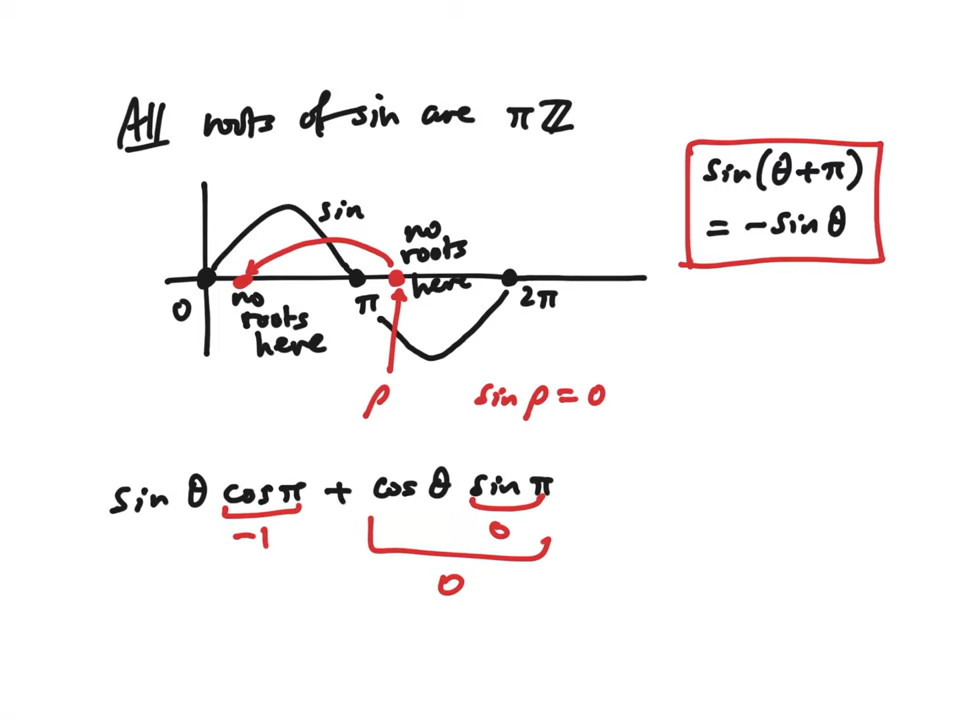 All roots of sin are πℤ
sin(θ+π)
= -sin θ
sin
no
roots
here
0
no
roots
here
π
2π
ρ
sin ρ = 0
sin θ cos π + cos θ sin π
-1
0
0